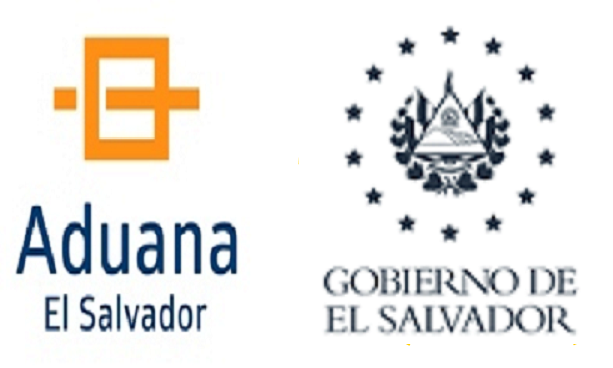 Aduana
El Salvador
GOBIERNO DE
EL SALVADOR